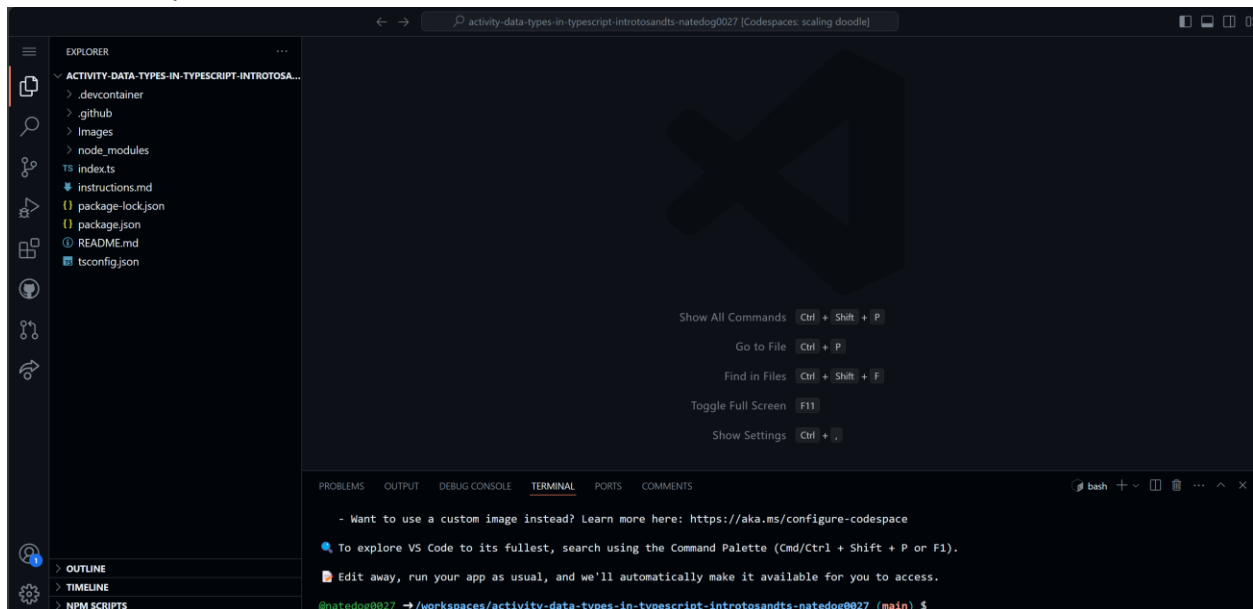 activity-data-types-in-typescript-introtosandts-natedog0027 [Codespaces: scaling doodle]
EXPLORER
ACTIVITY-DATA-TYPES-IN-TYPESCRIPT-INTROTOSA...
.devcontainer
.github
Images
node_modules
TS index.ts
instructions.md
{} package-lock.json
{} package.json
README.md
TS tsconfig.json
OUTLINE
TIMELINE
NPM SCRIPTS
1
Show All Commands Ctrl + Shift + P
Go to File Ctrl + P
Find in Files Ctrl + Shift + F
Toggle Full Screen F11
Show Settings Ctrl + ,
PROBLEMS OUTPUT DEBUG CONSOLE TERMINAL PORTS COMMENTS
bash
- Want to use a custom image instead? Learn more here: https://aka.ms/configure-codespace
To explore VS Code to its fullest, search using the Command Palette (Cmd/Ctrl + Shift + P or F1).
Edit away, run your app as usual, and we'll automatically make it available for you to access.
@natedog0027 → /workspaces/activity-data-types-in-typescript-introtosandts-natedog0027 (main) $